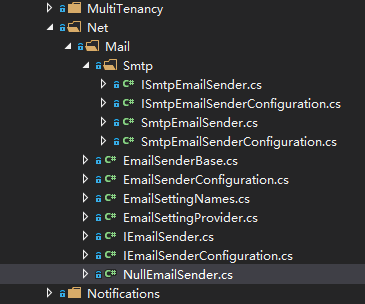 MultiTenancy
Net
Mail
Smtp
C# ISmtpEmailSender.cs
C# ISmtpEmailSenderConfiguration.cs
C# SmtpEmailSender.cs
C# SmtpEmailSenderConfiguration.cs
C# EmailSenderBase.cs
C# EmailSenderConfiguration.cs
C# EmailSettingNames.cs
C# EmailSettingProvider.cs
C# IEmailSender.cs
C# IEmailSenderConfiguration.cs
C# NullEmailSender.cs
Notifications